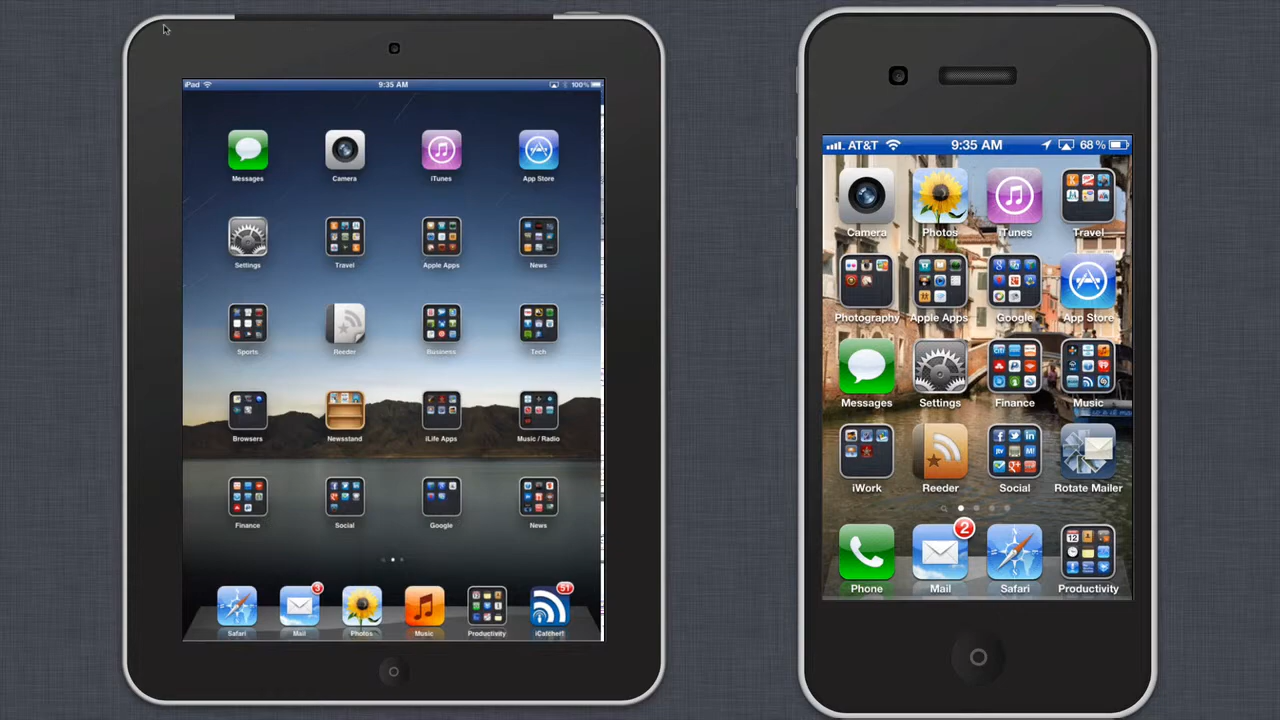 iPad 9:35 AM 100%
Messages Camera iTunes App Store
Settings Travel Apple Apps News
Sports Reeder Business Tech
Browsers Newsstand iLife Apps Music / Radio
Finance Social Google News
3 51
Safari Mail Photos Music Productivity iCatcher!
AT&T 9:35 AM 68%
Camera Photos iTunes Travel
Photography Apple Apps Google App Store
Messages Settings Finance Music
iWork Reeder Social Rotate Mailer
2
Phone Mail Safari Productivity